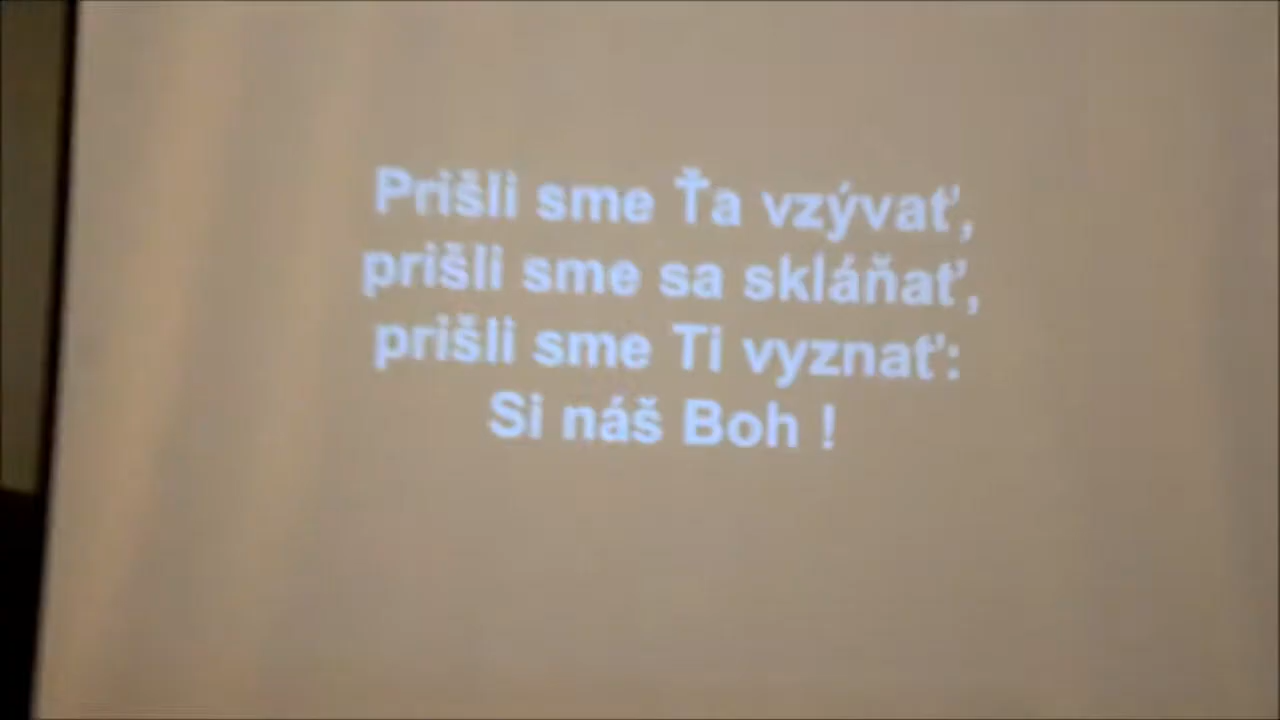 Prišli sme Ťa vzývať,
prišli sme sa skláňať,
prišli sme Ti vyznať:
Si náš Boh !